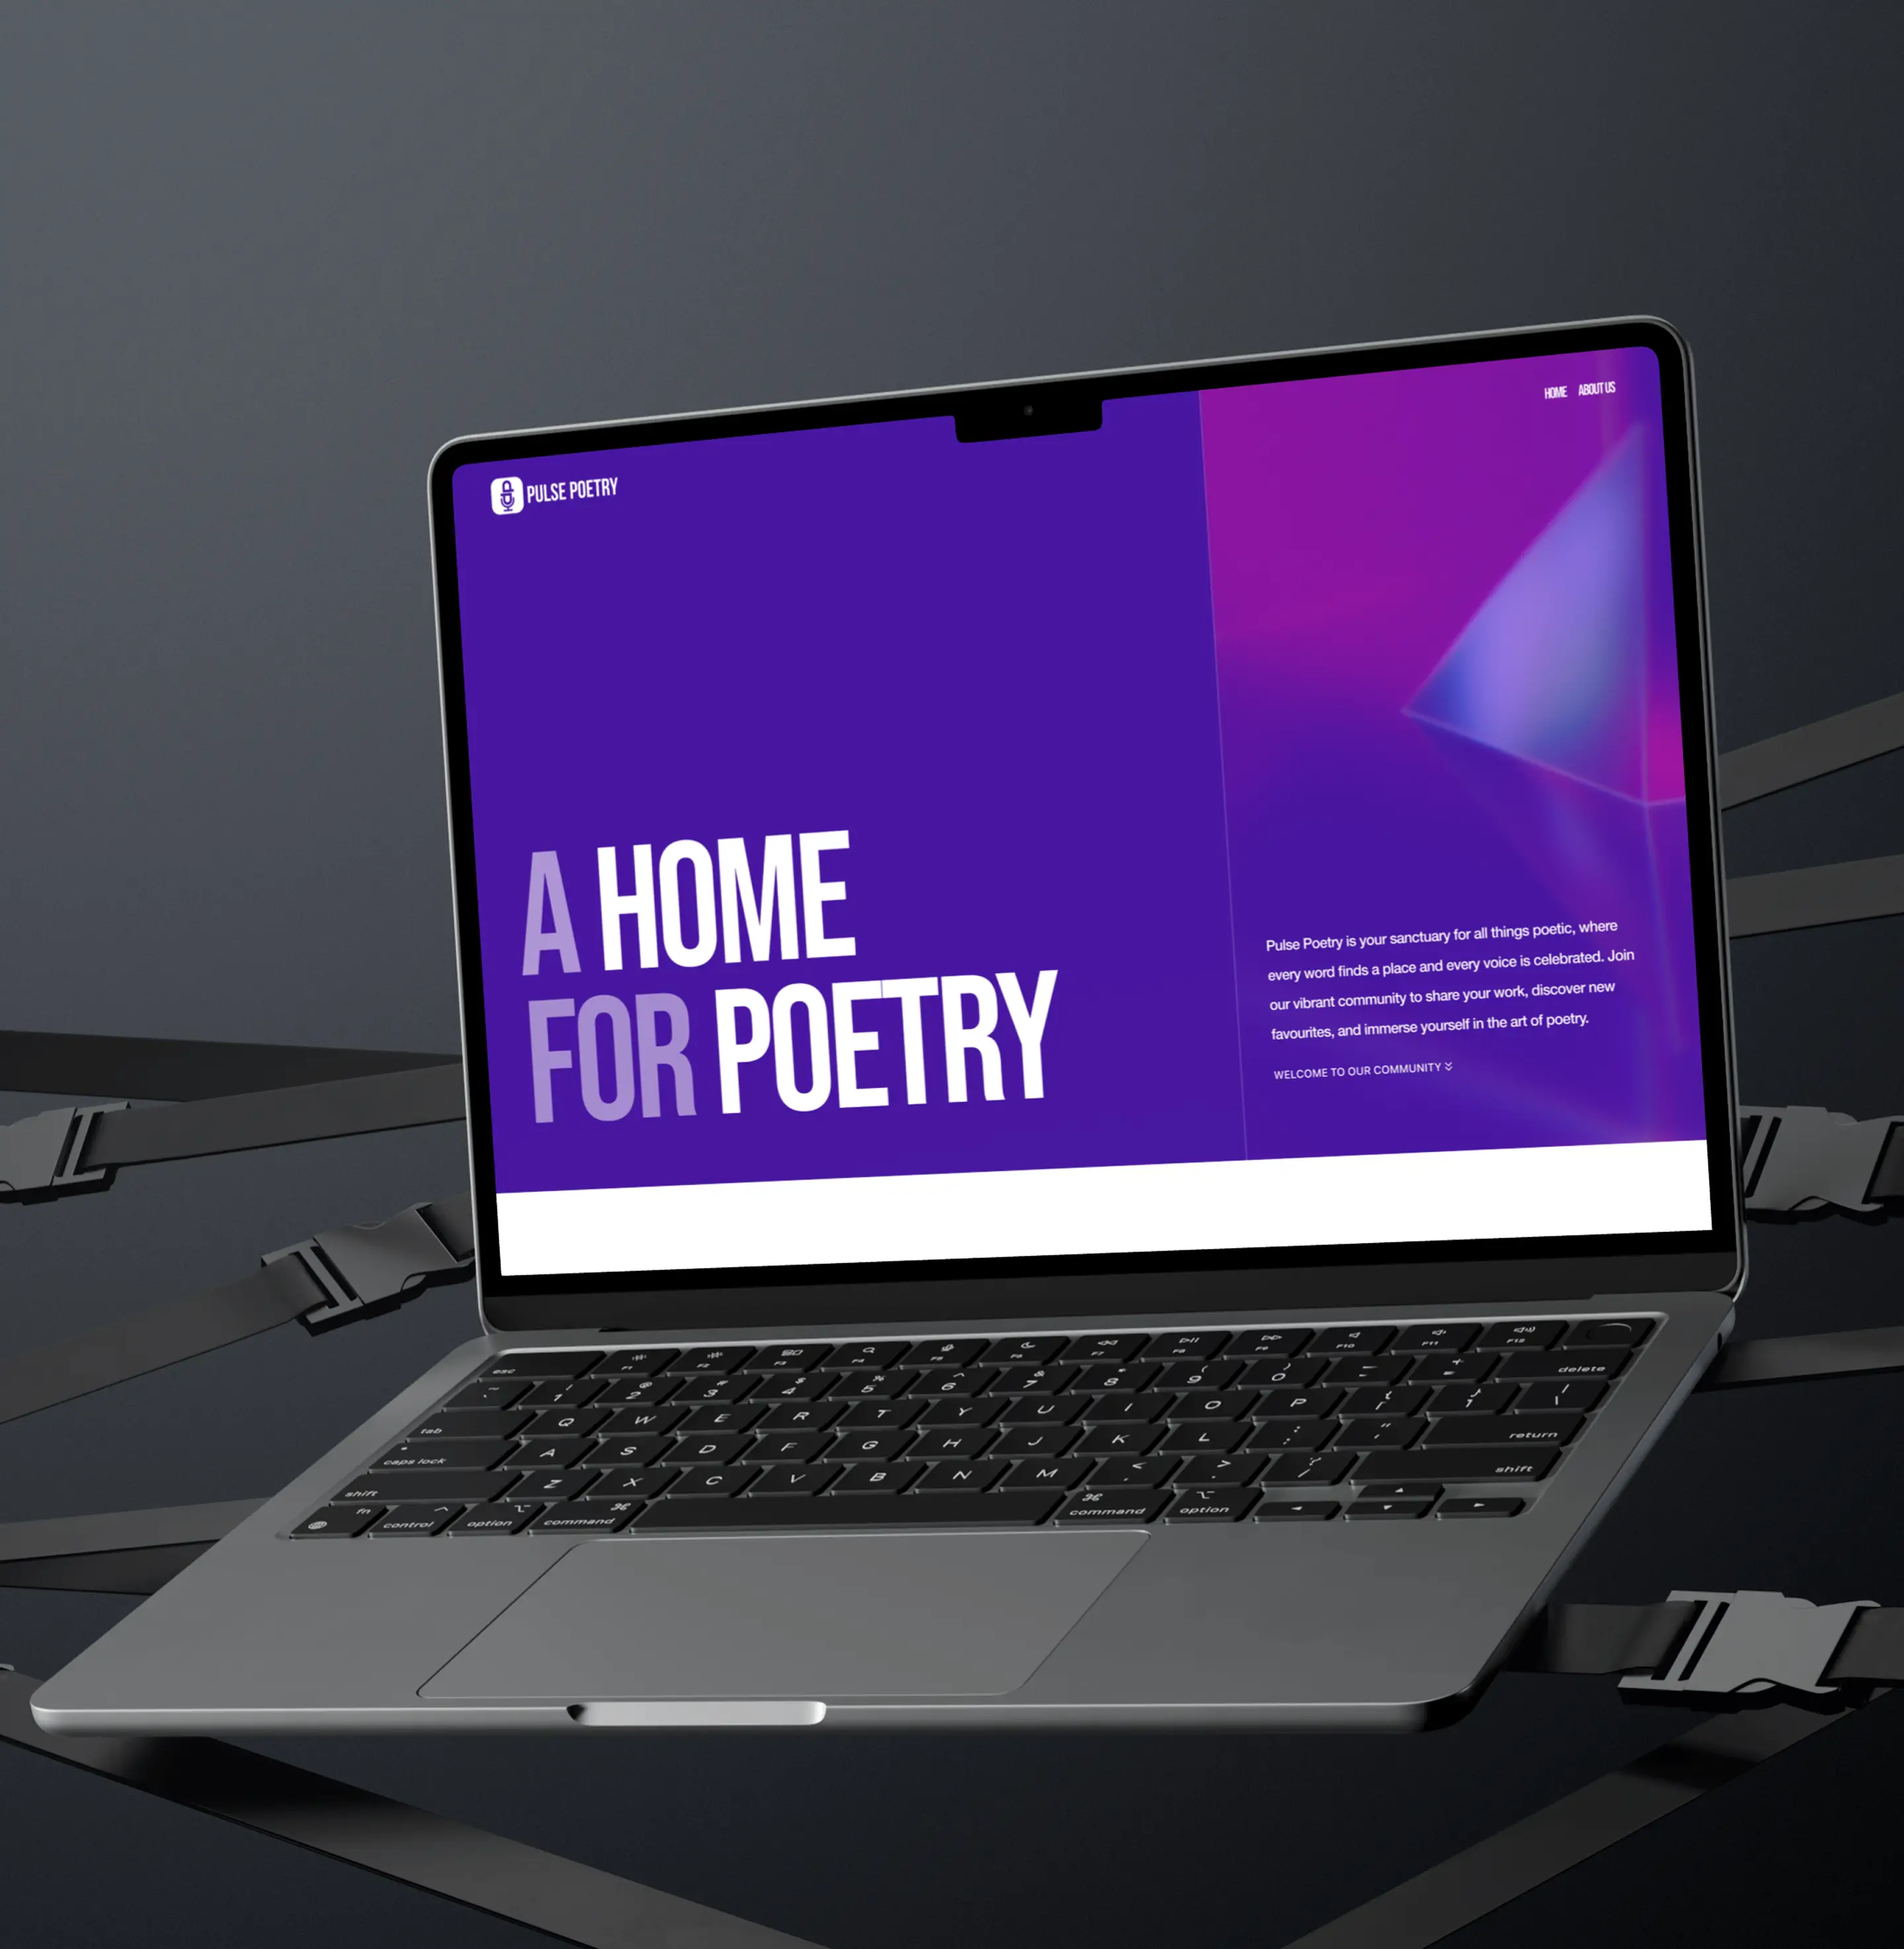 PULSE POETRY
HOME ABOUT US
A HOME
FOR POETRY
Pulse Poetry is your sanctuary for all things poetic, where
every word finds a place and every voice is celebrated. Join
our vibrant community to share your work, discover new
favourites, and immerse yourself in the art of poetry.
WELCOME TO OUR COMMUNITY
esc F1 F2 F3 F4 F5 F6 F7 F8 F9 F10 F11 F12
~ ! 1 @ 2 # 3 $ 4 % 5 ^ 6 & 7 * 8 ( 9 ) 0 — - + = delete
tab Q W E R T Y U I O P { [ } ] | \
caps lock A S D F G H J K L : ; " ' return
shift Z X C V B N M < , > . ? / shift
fn control option command command option